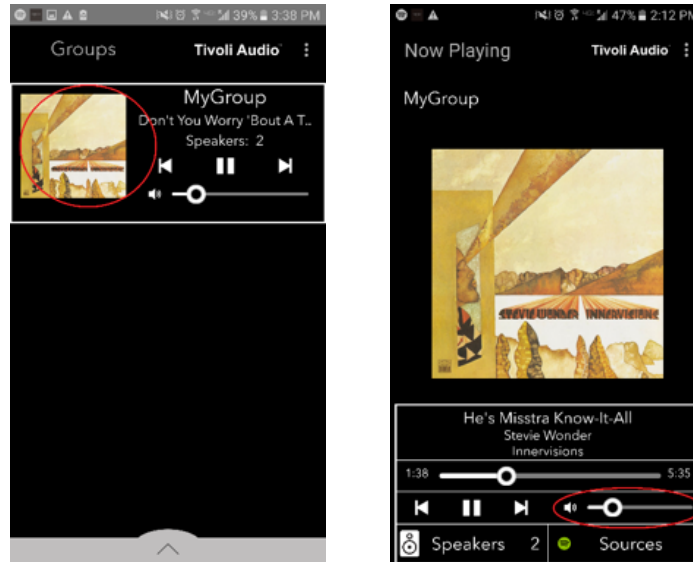 39% 3:38 PM
Groups
Tivoli Audio
MyGroup
Don't You Worry 'Bout A T...
Speakers: 2
47% 2:12 PM
Now Playing
Tivoli Audio
MyGroup
STEVIE WONDER INNERVISIONS
He's Misstra Know-It-All
Stevie Wonder
Innervisions
1:38
5:35
Speakers 2
Sources